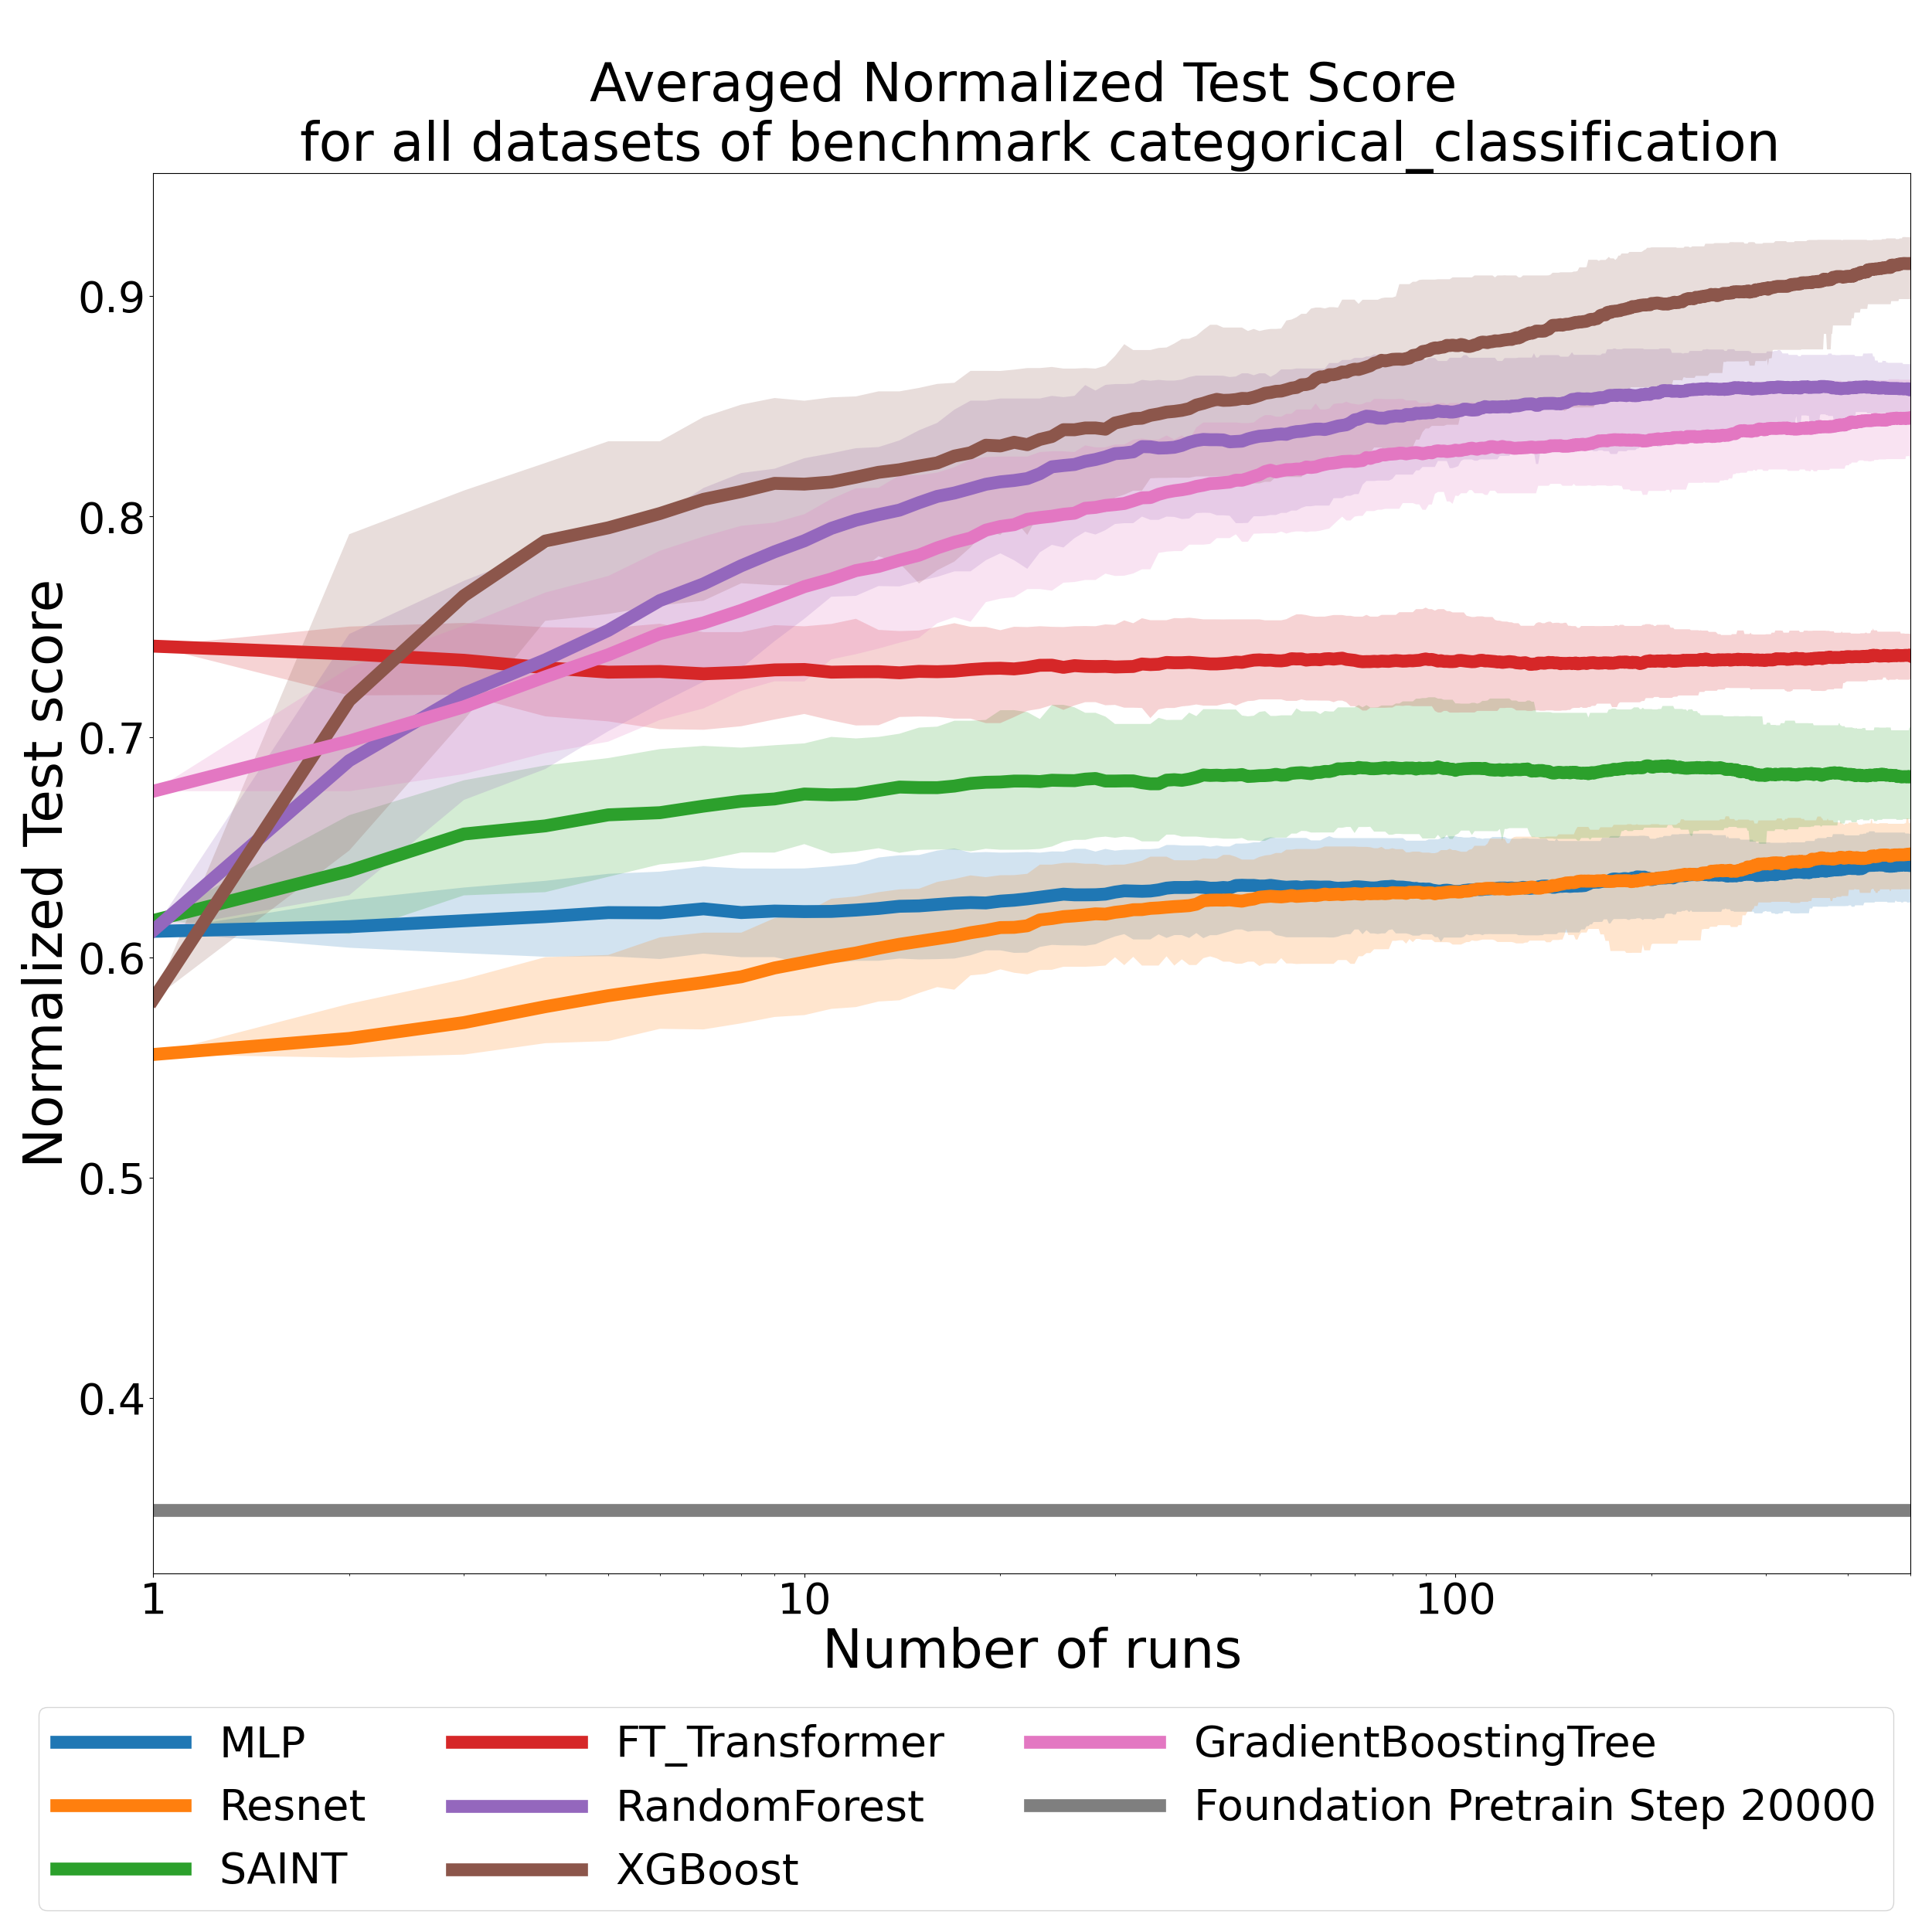 Averaged Normalized Test Score
for all datasets of benchmark categorical_classification
Normalized Test score
0.9
0.8
0.7
0.6
0.5
0.4
1
10
100
Number of runs
MLP
Resnet
SAINT
FT_Transformer
RandomForest
XGBoost
GradientBoostingTree
Foundation Pretrain Step 20000